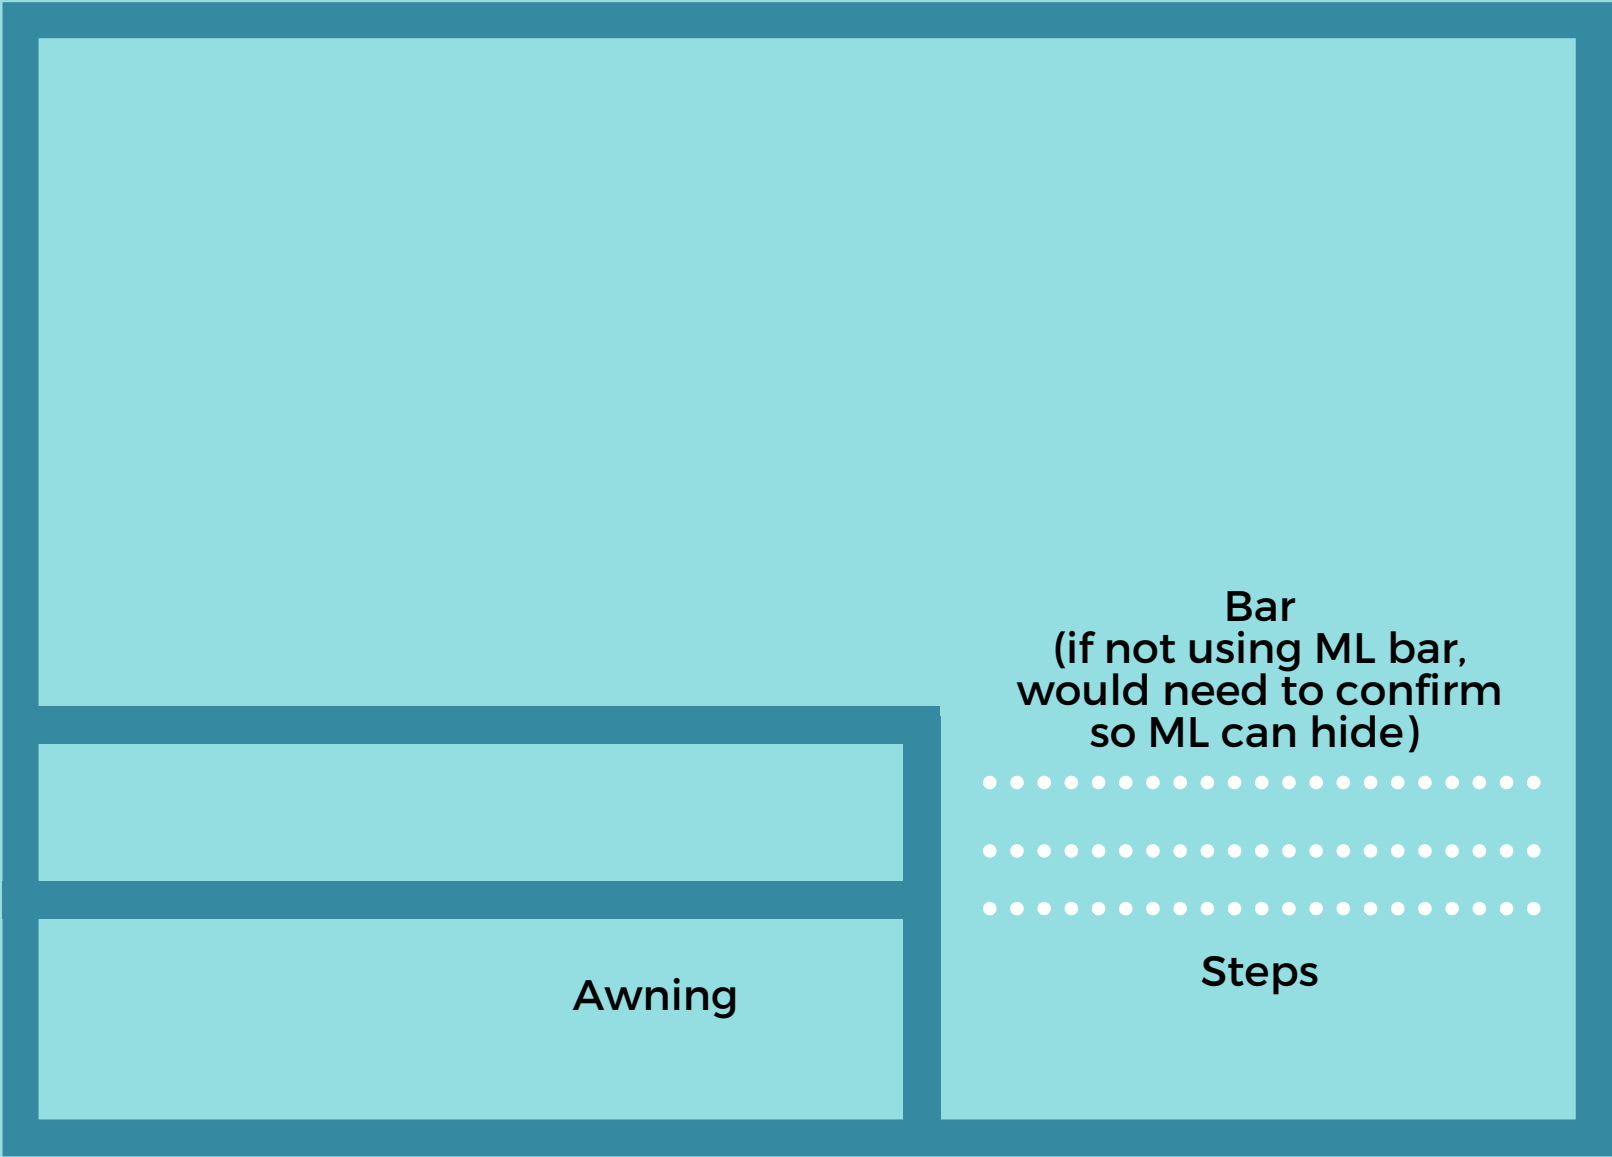 Bar
(if not using ML bar,
would need to confirm
so ML can hide)
Steps
Awning